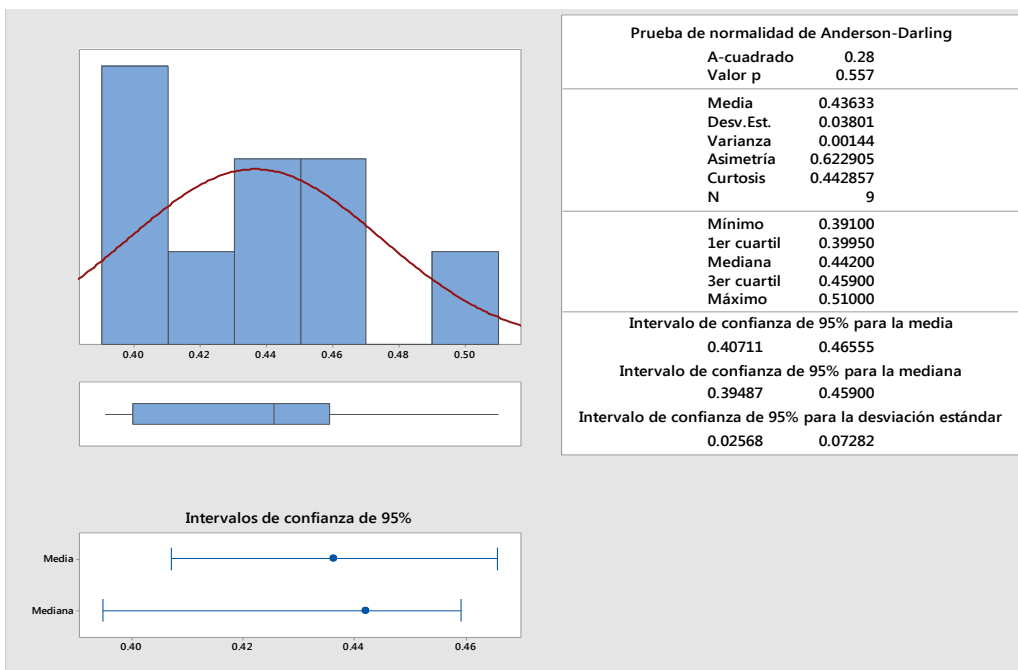 Prueba de normalidad de Anderson-Darling
A-cuadrado 0.28
Valor p 0.557
Media 0.43633
Desv.Est. 0.03801
Varianza 0.00144
Asimetría 0.622905
Curtosis 0.442857
N 9
Mínimo 0.39100
1er cuartil 0.39950
Mediana 0.44200
3er cuartil 0.45900
Máximo 0.51000
Intervalo de confianza de 95% para la media
0.40711 0.46555
Intervalo de confianza de 95% para la mediana
0.39487 0.45900
Intervalo de confianza de 95% para la desviación estándar
0.02568 0.07282
0.40 0.42 0.44 0.46 0.48 0.50
Intervalos de confianza de 95%
Media
Mediana
0.40 0.42 0.44 0.46